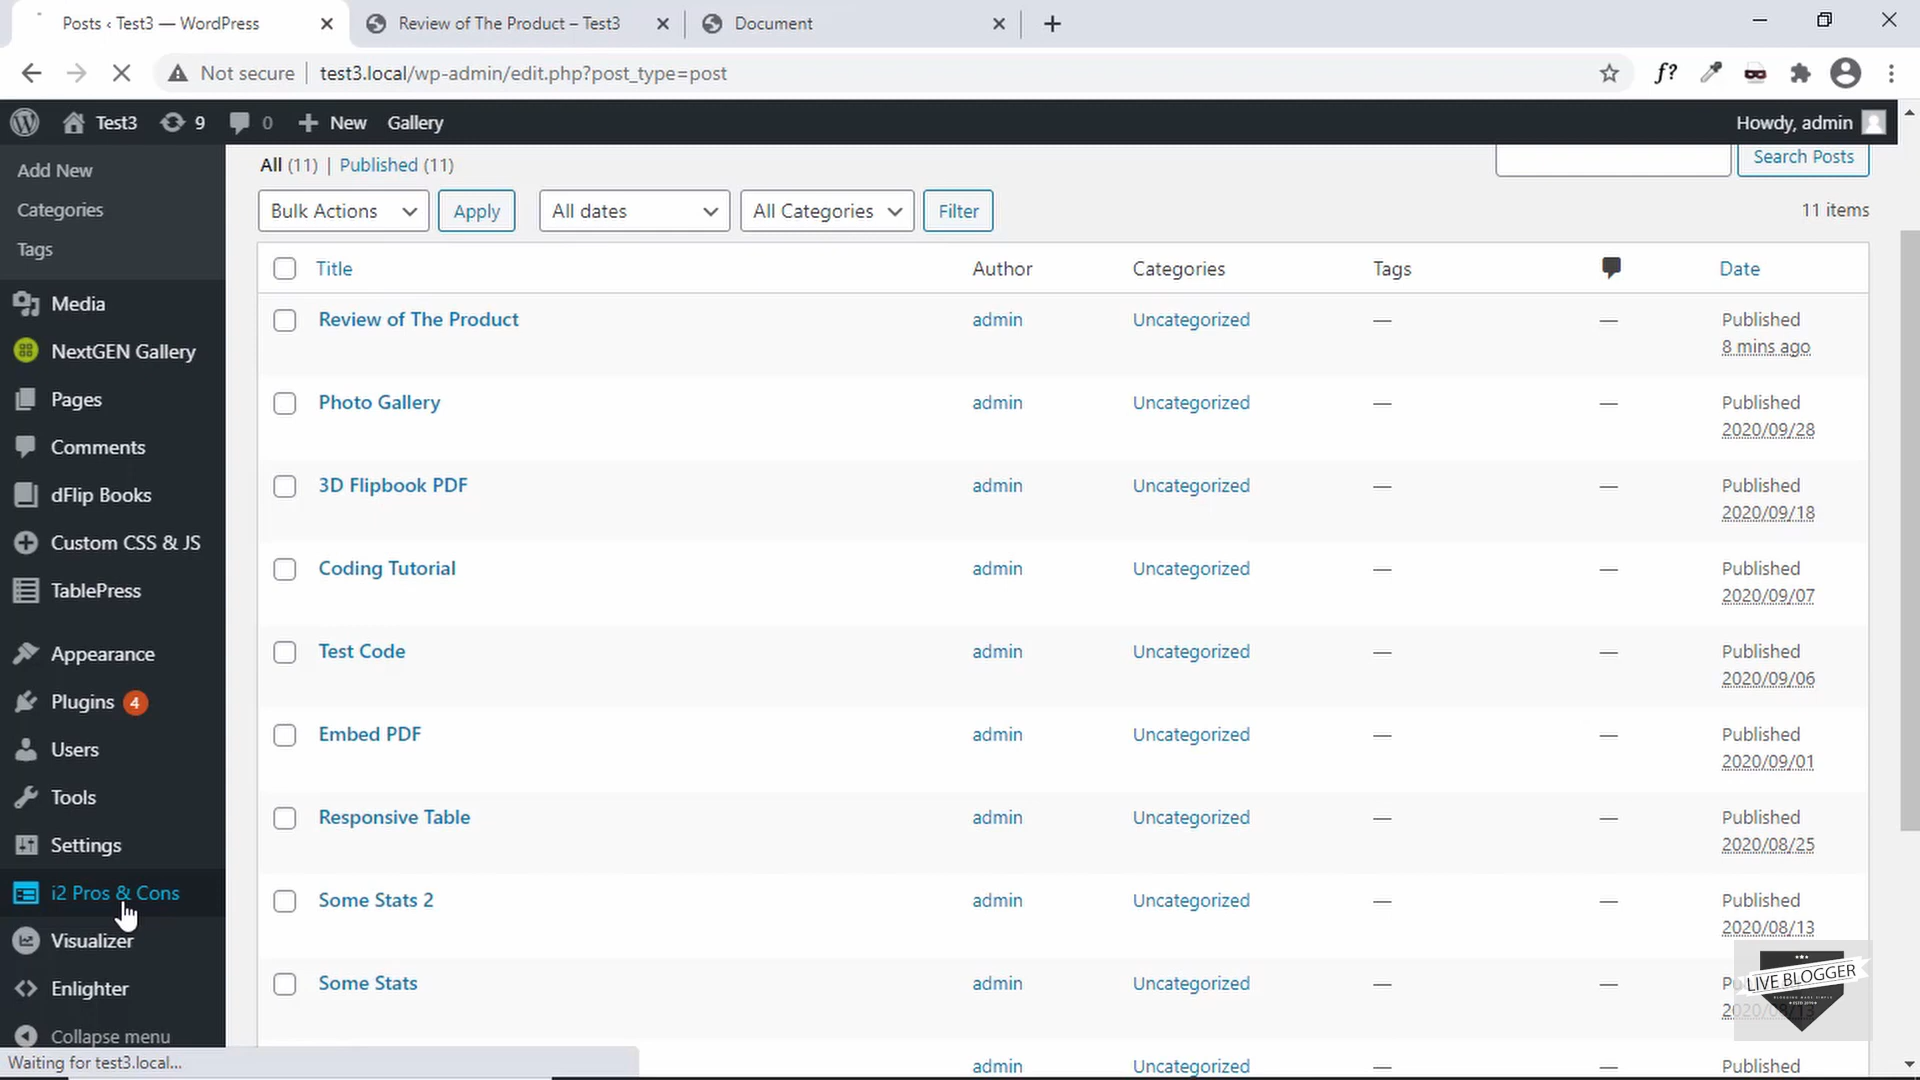 Posts ‹ Test3 — WordPress
Review of The Product – Test3
Document
Not secure
test3.local/wp-admin/edit.php?post_type=post
f?
Test3
9
0
New
Gallery
Howdy, admin
Add New
Categories
Tags
Media
NextGEN Gallery
Pages
Comments
dFlip Books
Custom CSS & JS
TablePress
Appearance
Plugins 4
Users
Tools
Settings
i2 Pros & Cons
Visualizer
Enlighter
Collapse menu
Waiting for test3.local...
All (11) | Published (11)
Search Posts
Bulk Actions
Apply
All dates
All Categories
Filter
11 items
Title Author Categories Tags Date
Review of The Product admin Uncategorized — — Published
8 mins ago
Photo Gallery admin Uncategorized — — Published
2020/09/28
3D Flipbook PDF admin Uncategorized — — Published
2020/09/18
Coding Tutorial admin Uncategorized — — Published
2020/09/07
Test Code admin Uncategorized — — Published
2020/09/06
Embed PDF admin Uncategorized — — Published
2020/09/01
Responsive Table admin Uncategorized — — Published
2020/08/25
Some Stats 2 admin Uncategorized — — Published
2020/08/13
Some Stats admin Uncategorized — —
2020/08/13
admin Uncategorized — — Published
LIVE BLOGGER